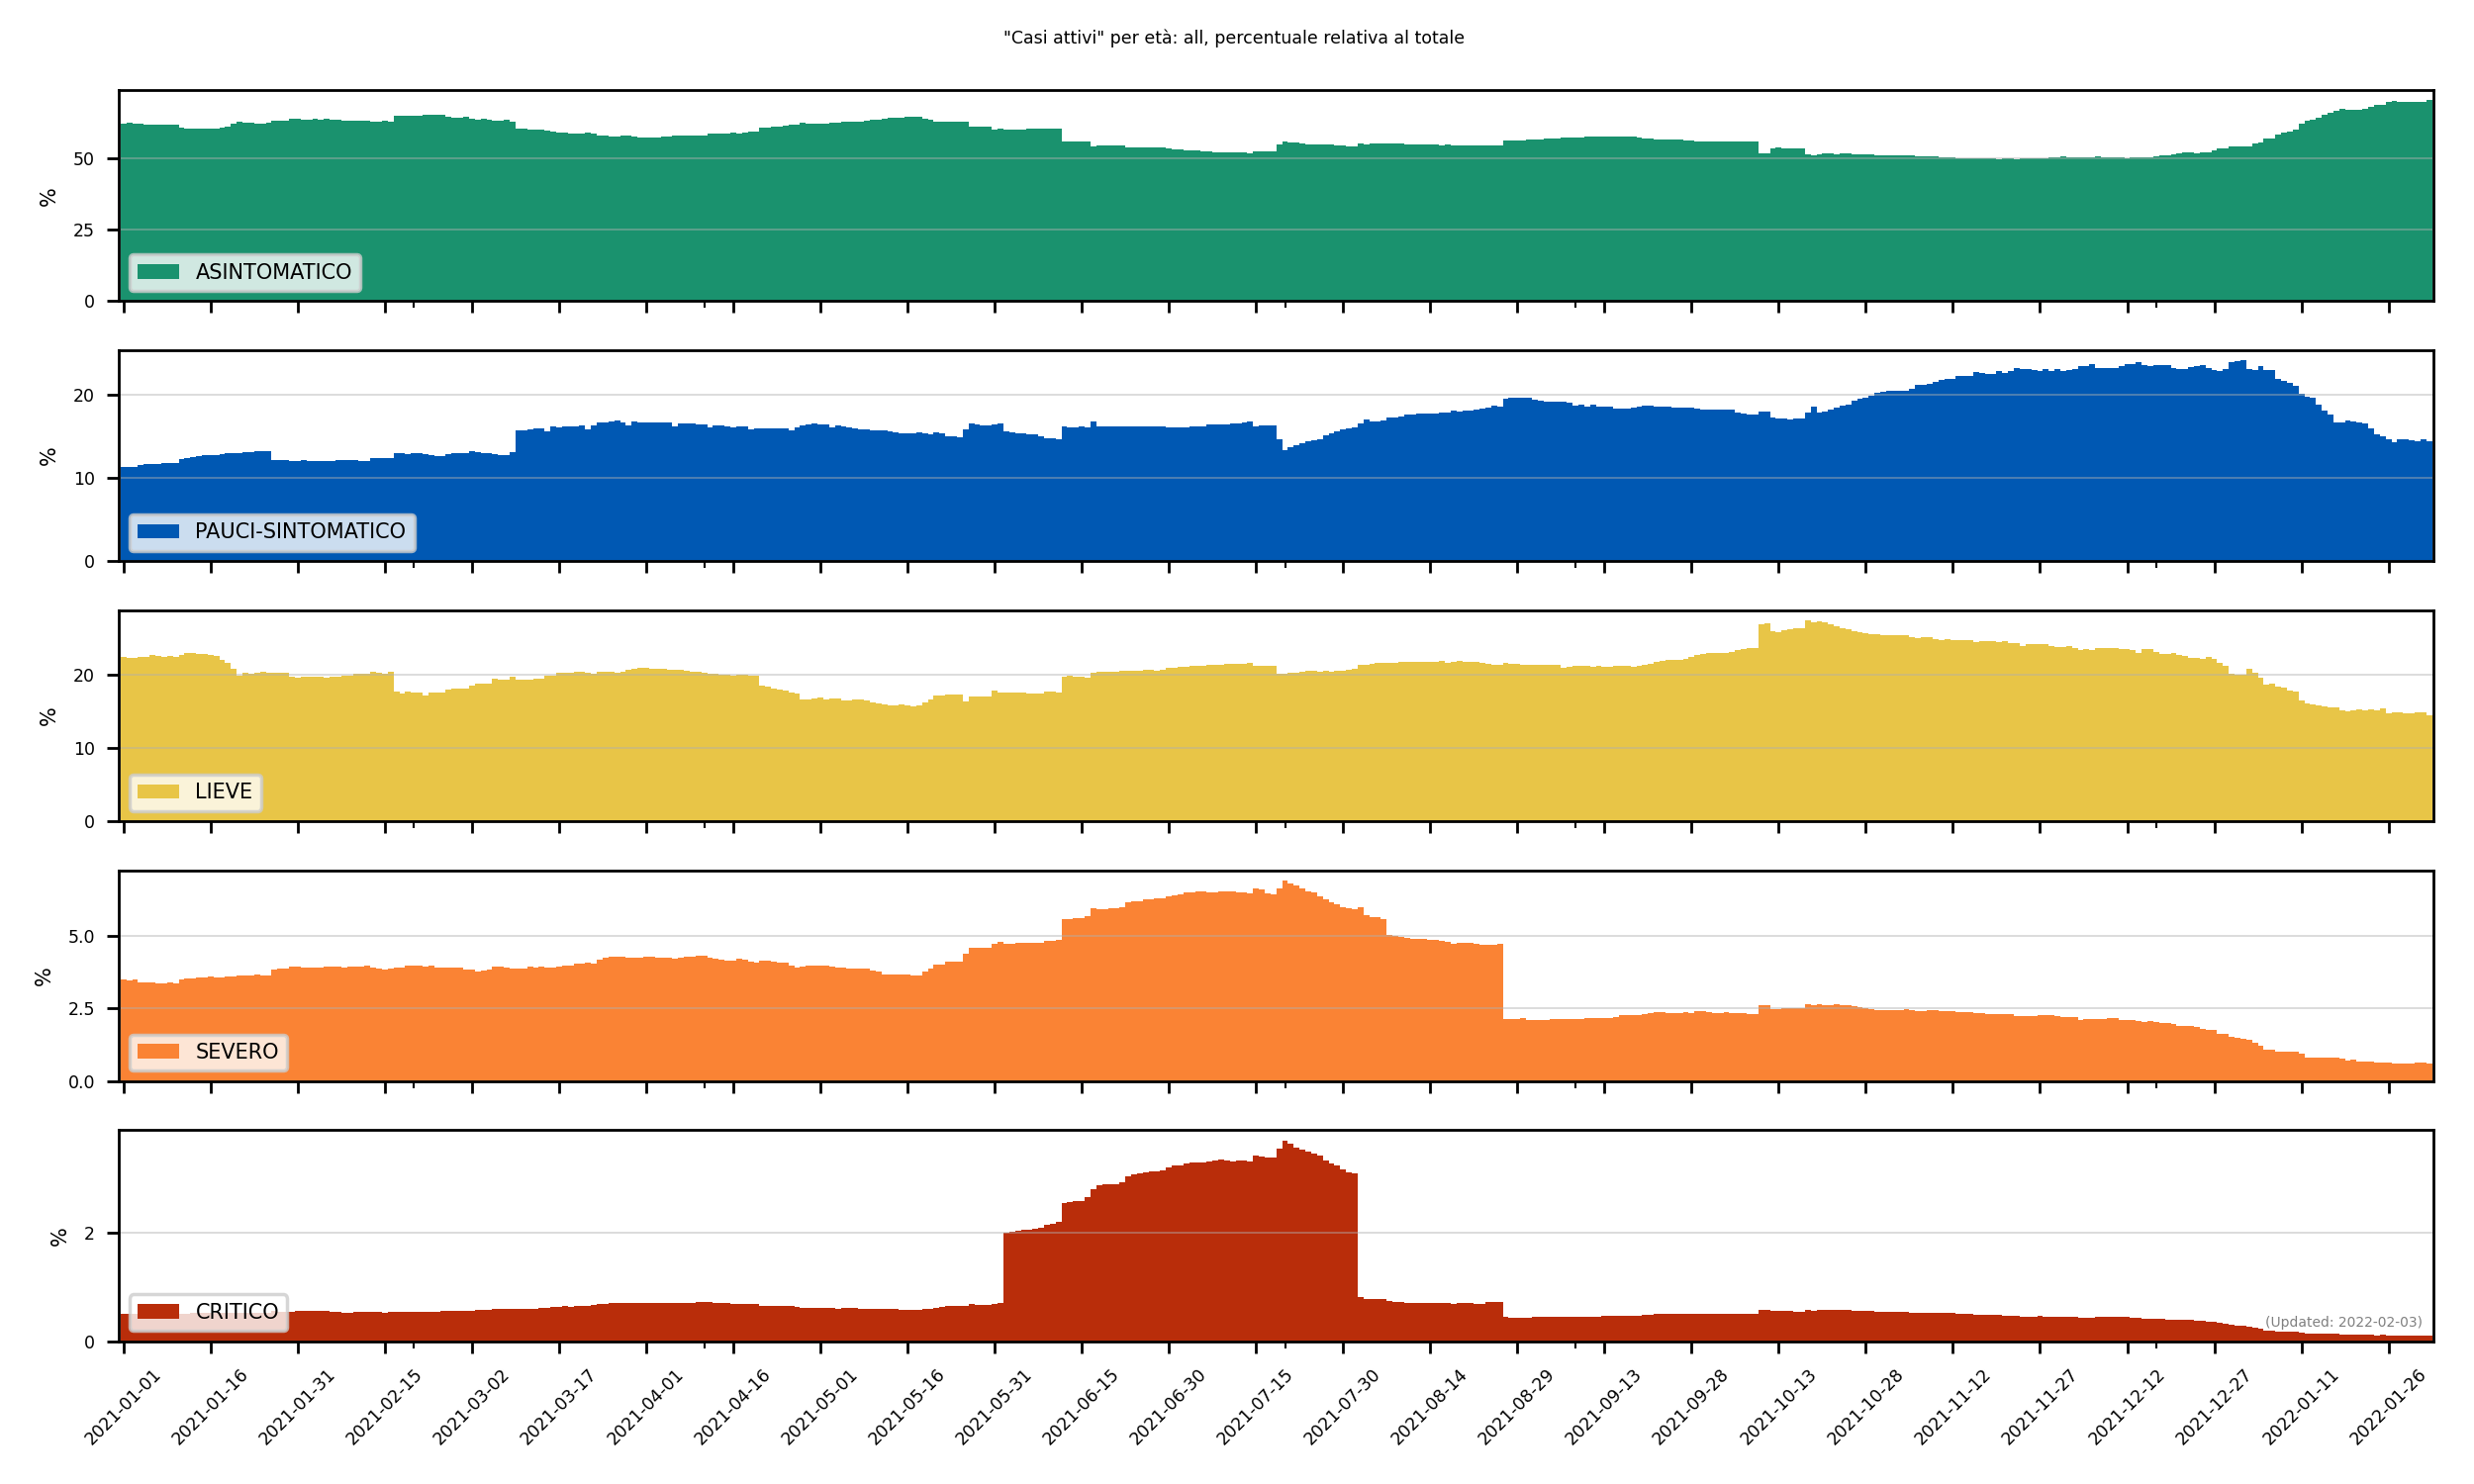 "Casi attivi" per età: all, percentuale relativa al totale
50
25
0
%
ASINTOMATICO
20
10
0
%
PAUCI-SINTOMATICO
20
10
0
%
LIEVE
5.0
2.5
0.0
%
SEVERO
2
0
%
CRITICO
(Updated: 2022-02-03)
2021-01-01 2021-01-16 2021-01-31 2021-02-15 2021-03-02 2021-03-17 2021-04-01 2021-04-16 2021-05-01 2021-05-16 2021-05-31 2021-06-15 2021-06-30 2021-07-15 2021-07-30 2021-08-14 2021-08-29 2021-09-13 2021-09-28 2021-10-13 2021-10-28 2021-11-12 2021-11-27 2021-12-12 2021-12-27 2022-01-11 2022-01-26